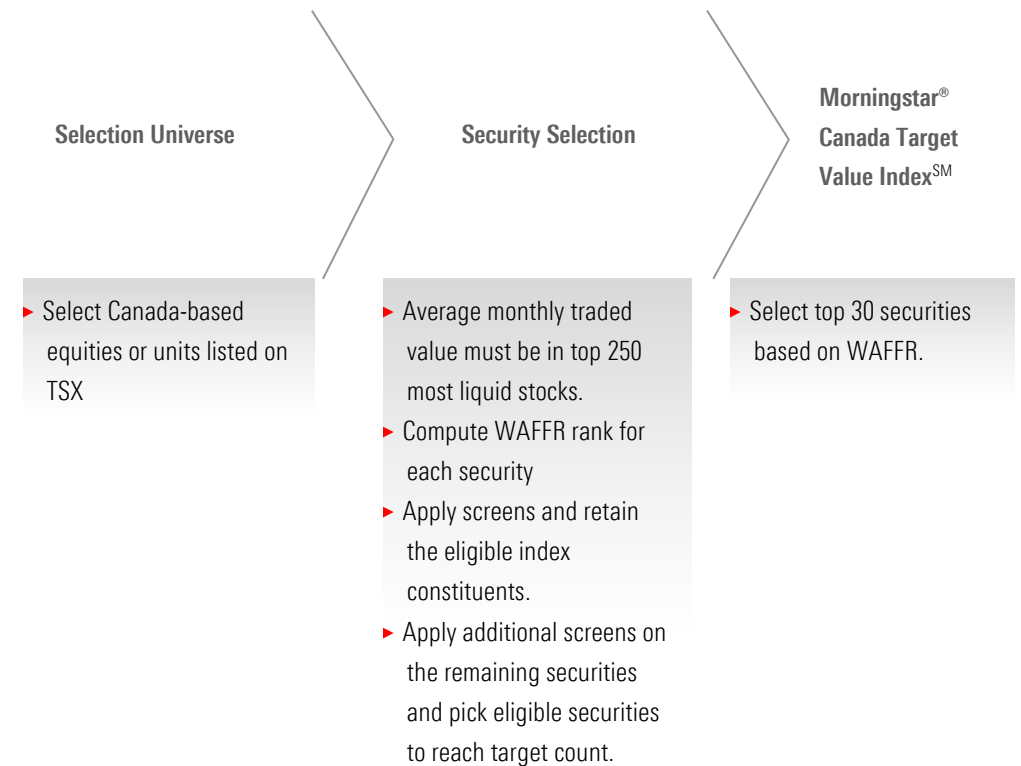 Selection Universe
Security Selection
Morningstar®
Canada Target
Value Index℠
► Select Canada-based
equities or units listed on
TSX
► Average monthly traded
value must be in top 250
most liquid stocks.
► Compute WAFFR rank for
each security
► Apply screens and retain
the eligible index
constituents.
► Apply additional screens on
the remaining securities
and pick eligible securities
to reach target count.
► Select top 30 securities
based on WAFFR.